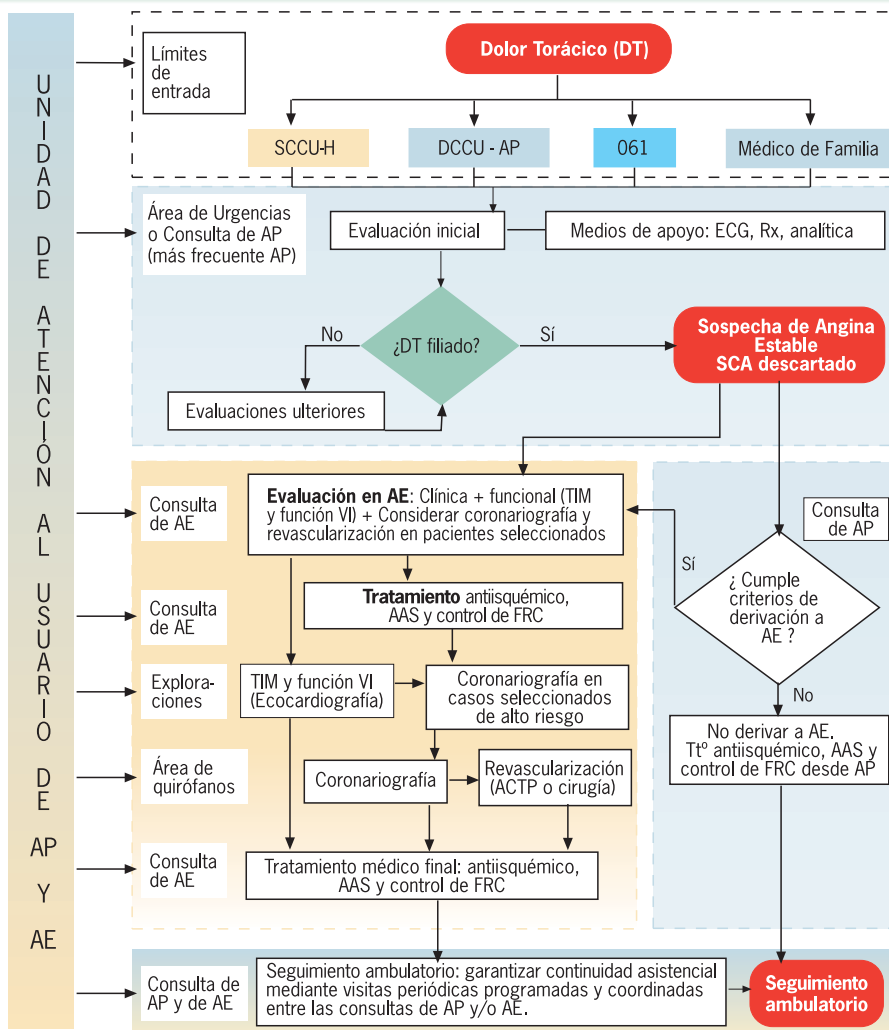 UNIDAD DE ATENCIÓN AL USUARIO DE AP Y AE
Límites
de
entrada
Dolor Torácico (DT)
SCCU-H
DCCU - AP
061
Médico de Familia
Área de Urgencias
o Consulta de AP
(más frecuente AP)
Evaluación inicial
Medios de apoyo: ECG, Rx, analítica
¿DT filiado?
No
Sí
Sospecha de Angina
Estable
SCA descartado
Evaluaciones ulteriores
Consulta
de AE
Evaluación en AE: Clínica + funcional (TIM
y función VI) + Considerar coronariografía y
revascularización en pacientes seleccionados
Consulta
de AP
Sí
¿ Cumple
criterios de
derivación a
AE ?
No
Consulta
de AE
Tratamiento antiisquémico,
AAS y control de FRC
Exploraciones
TIM y función VI
(Ecocardiografía)
Coronariografía en
casos seleccionados
de alto riesgo
No derivar a AE.
Ttº antiisquémico, AAS y
control de FRC desde AP
Área de
quirófanos
Coronariografía
Revascularización
(ACTP o cirugía)
Consulta
de AE
Tratamiento médico final: antiisquémico,
AAS y control de FRC
Consulta de
AP y de AE
Seguimiento ambulatorio: garantizar continuidad asistencial
mediante visitas periódicas programadas y coordinadas
entre las consultas de AP y/o AE.
Seguimiento
ambulatorio